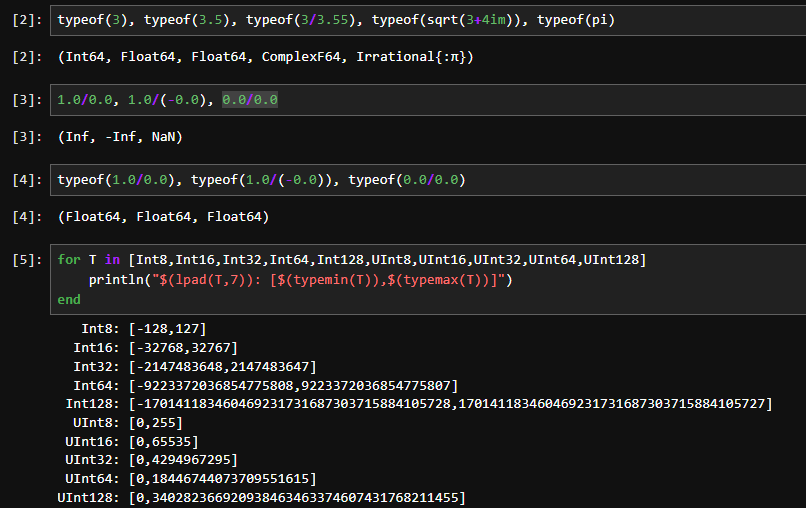 [2]: typeof(3), typeof(3.5), typeof(3/3.55), typeof(sqrt(3+4im)), typeof(pi)
[2]: (Int64, Float64, Float64, ComplexF64, Irrational{:π})
[3]: 1.0/0.0, 1.0/(-0.0), 0.0/0.0
[3]: (Inf, -Inf, NaN)
[4]: typeof(1.0/0.0), typeof(1.0/(-0.0)), typeof(0.0/0.0)
[4]: (Float64, Float64, Float64)
[5]: for T in [Int8,Int16,Int32,Int64,Int128,UInt8,UInt16,UInt32,UInt64,UInt128]
println("$(lpad(T,7)): [$(typemin(T)),$(typemax(T))]")
end
Int8: [-128,127]
Int16: [-32768,32767]
Int32: [-2147483648,2147483647]
Int64: [-9223372036854775808,9223372036854775807]
Int128: [-170141183460469231731687303715884105728,170141183460469231731687303715884105727]
UInt8: [0,255]
UInt16: [0,65535]
UInt32: [0,4294967295]
UInt64: [0,18446744073709551615]
UInt128: [0,340282366920938463463374607431768211455]